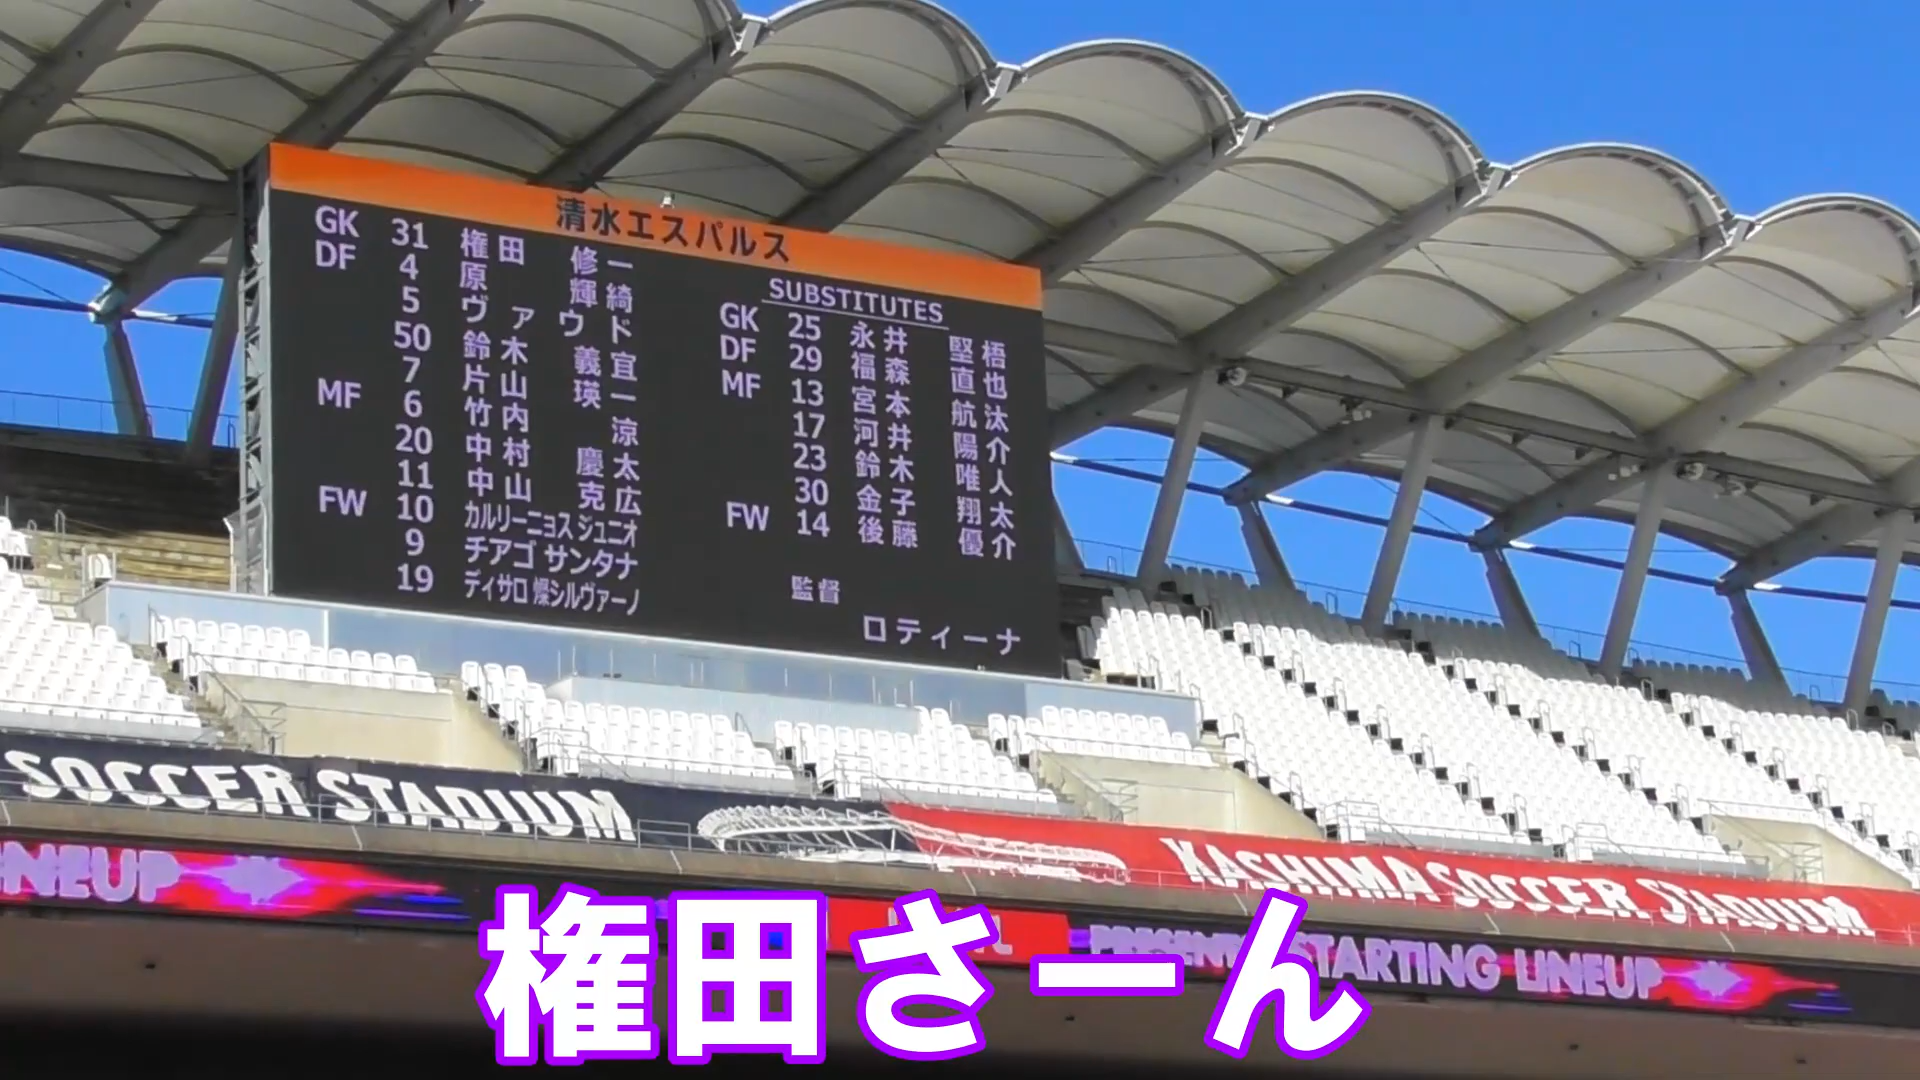 清水エスパルス
GK 31 権田 修一
DF 4 原 輝綺
5 ヴァウド
50 鈴木 義宜
7 片山 瑛一
MF 6 竹内 涼
20 中村 慶太
11 中山 克広
FW 10 カルリーニョス ジュニオ
9 チアゴ サンタナ
19 ディサロ 燦シルヴァーノ
SUBSTITUTES
GK 25 永井 堅梧
DF 29 福森 直也
MF 13 宮本 航汰
17 河井 陽介
23 鈴木 唯人
30 金子 翔太
FW 14 後藤 優介
監督
ロティーナ
SOCCER STADIUM
KASHIMA SOCCER STADIUM
NEUP
PRESENTS STARTING LINEUP
権田さーん